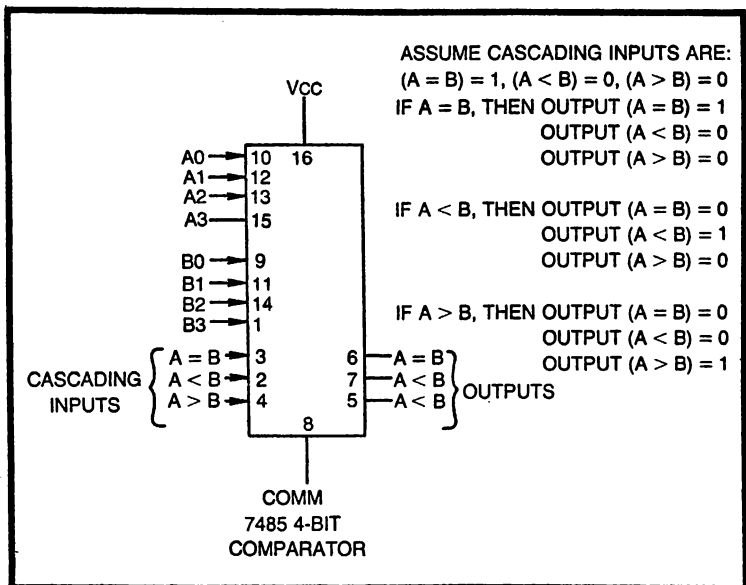 ASSUME CASCADING INPUTS ARE:
(A = B) = 1, (A < B) = 0, (A > B) = 0
IF A = B, THEN OUTPUT (A = B) = 1
OUTPUT (A < B) = 0
OUTPUT (A > B) = 0
IF A < B, THEN OUTPUT (A = B) = 0
OUTPUT (A < B) = 1
OUTPUT (A > B) = 0
IF A > B, THEN OUTPUT (A = B) = 0
OUTPUT (A < B) = 0
OUTPUT (A > B) = 1
Vcc
16
A0 10
A1 12
A2 13
A3 15
B0 9
B1 11
B2 14
B3 1
CASCADING
INPUTS
A = B 3
A < B 2
A > B 4
6 A = B
7 A < B
5 A < B
OUTPUTS
8
COMM
7485 4-BIT
COMPARATOR